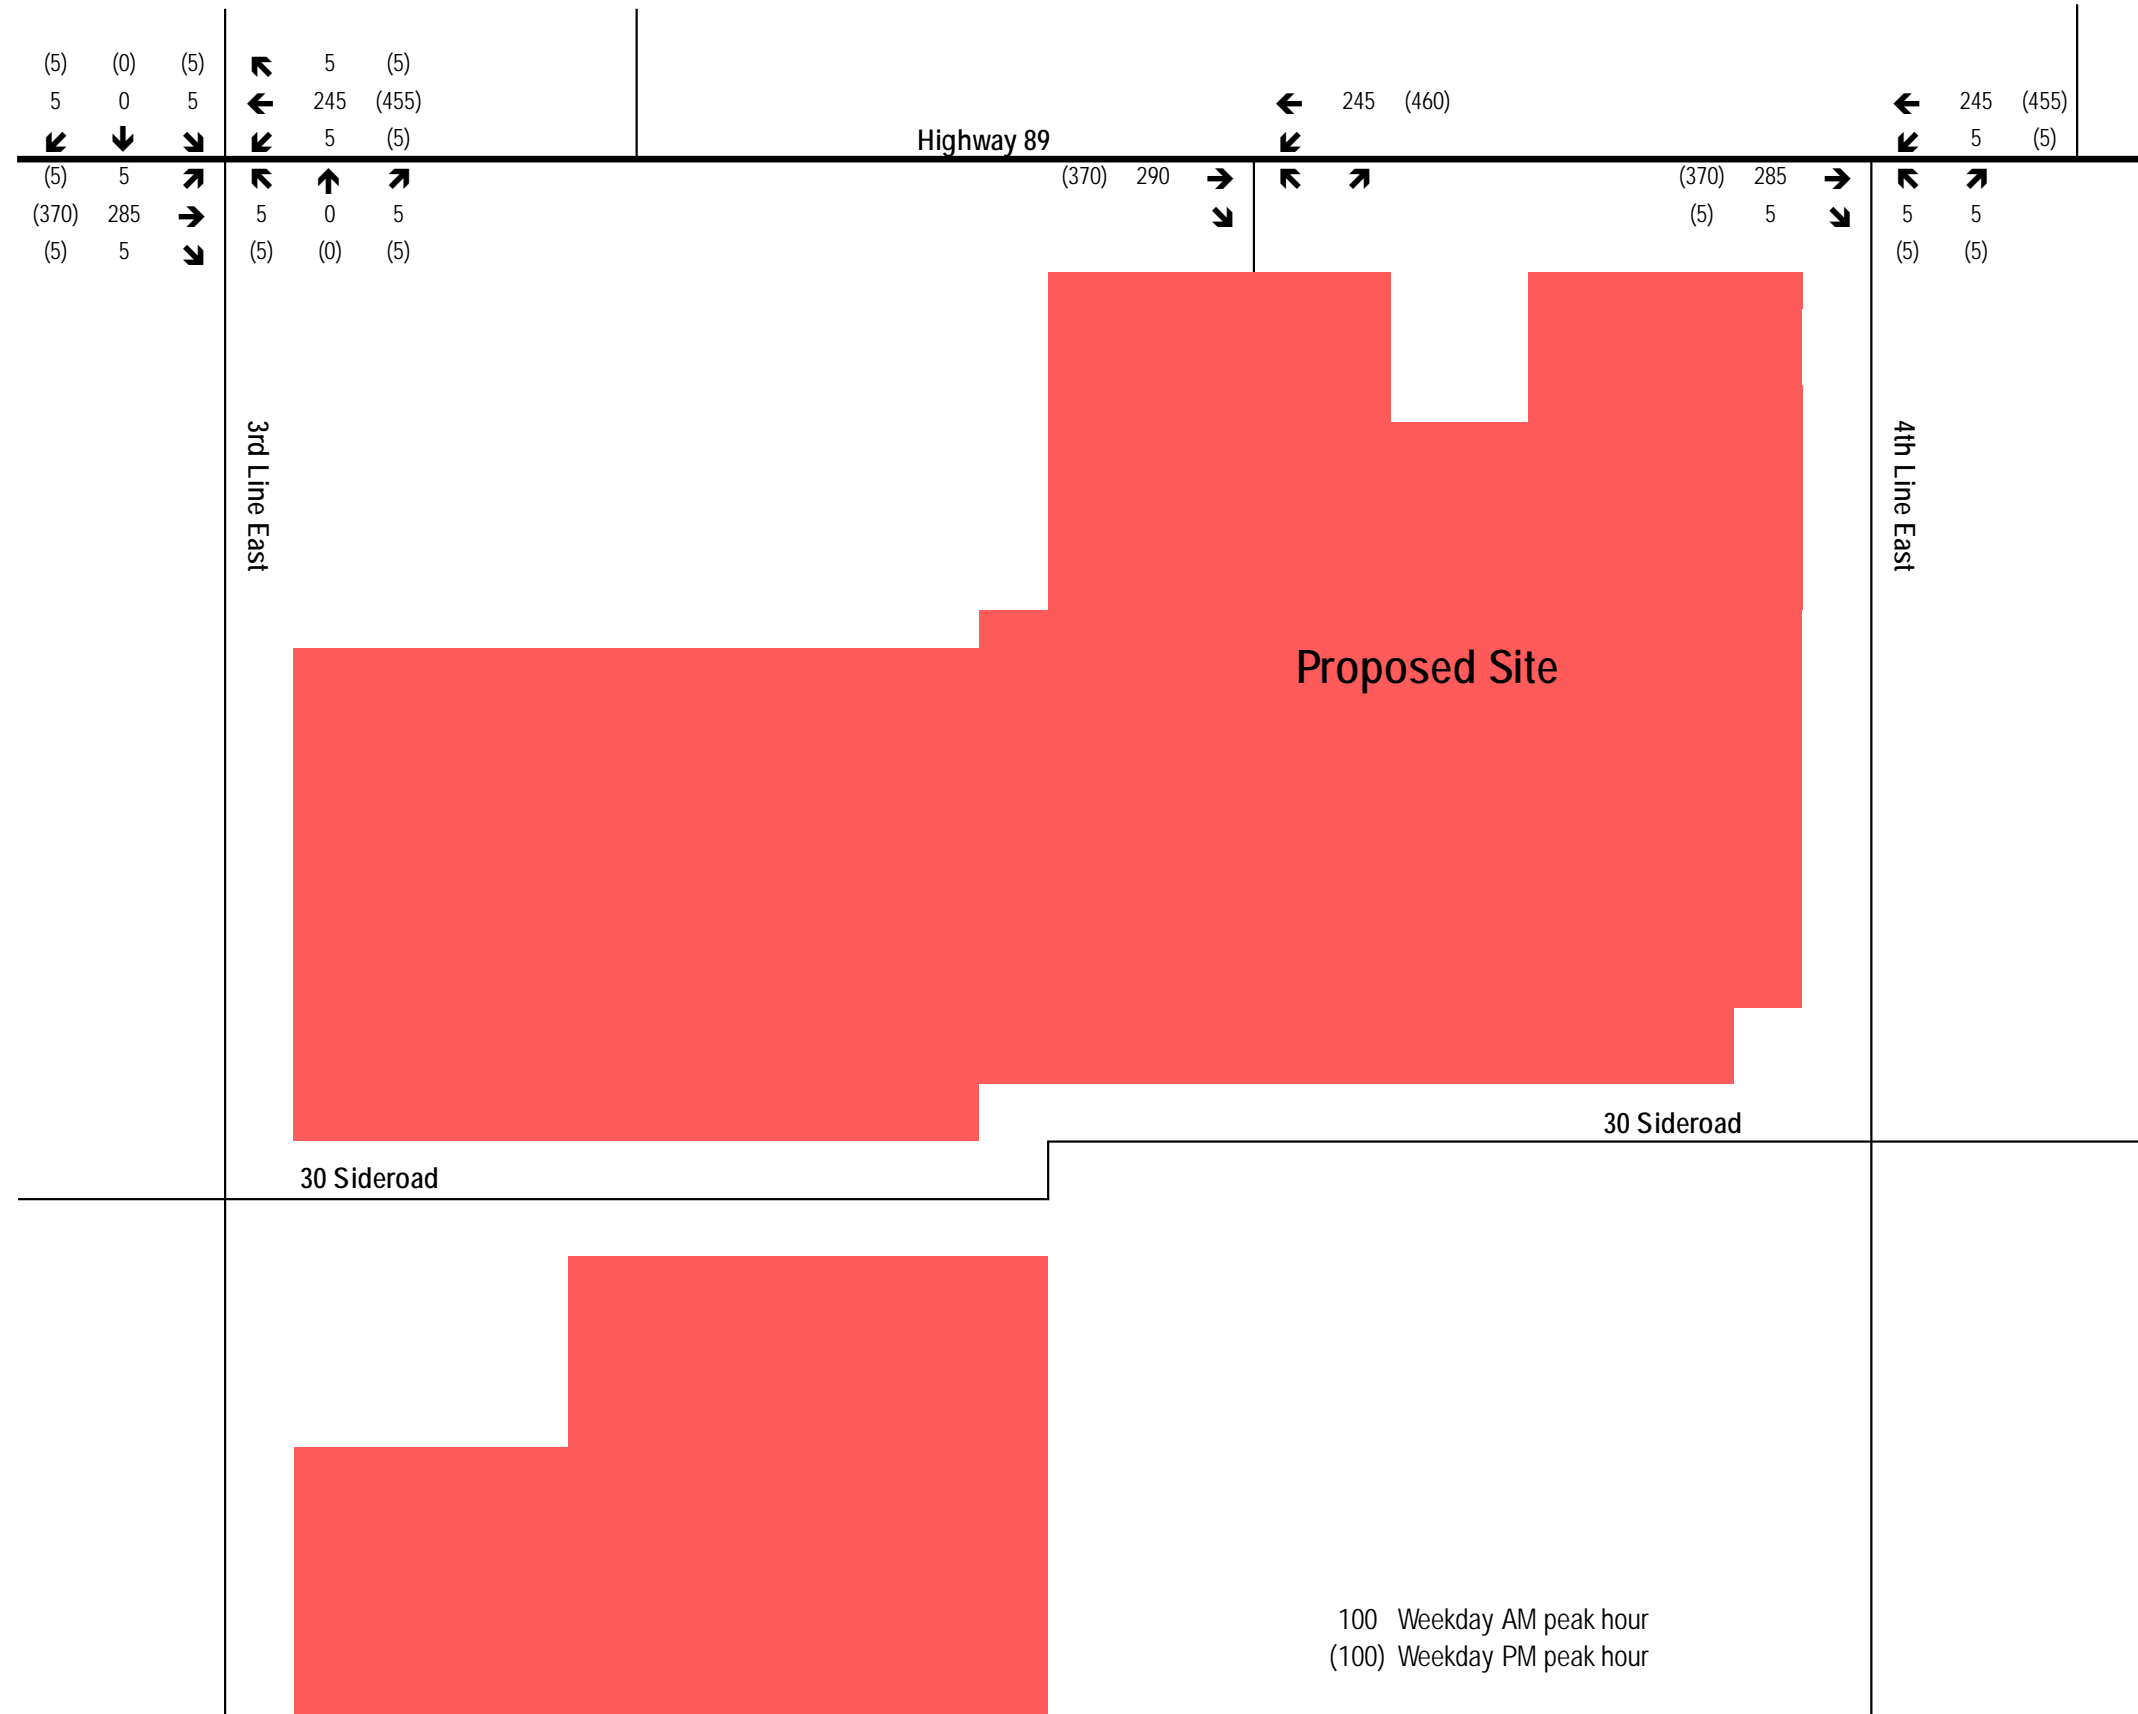 (5) (0) (5) 5 (5)
5 0 5 245 (455) 245 (460) 245 (455)
5 (5) Highway 89 5 (5)
(5) 5 (370) 290 (370) 285
(370) 285 5 0 5 (5) 5 5 5
(5) 5 (5) (0) (5) (5) (5)
3rd Line East
4th Line East
Proposed Site
30 Sideroad
30 Sideroad
100 Weekday AM peak hour
(100) Weekday PM peak hour